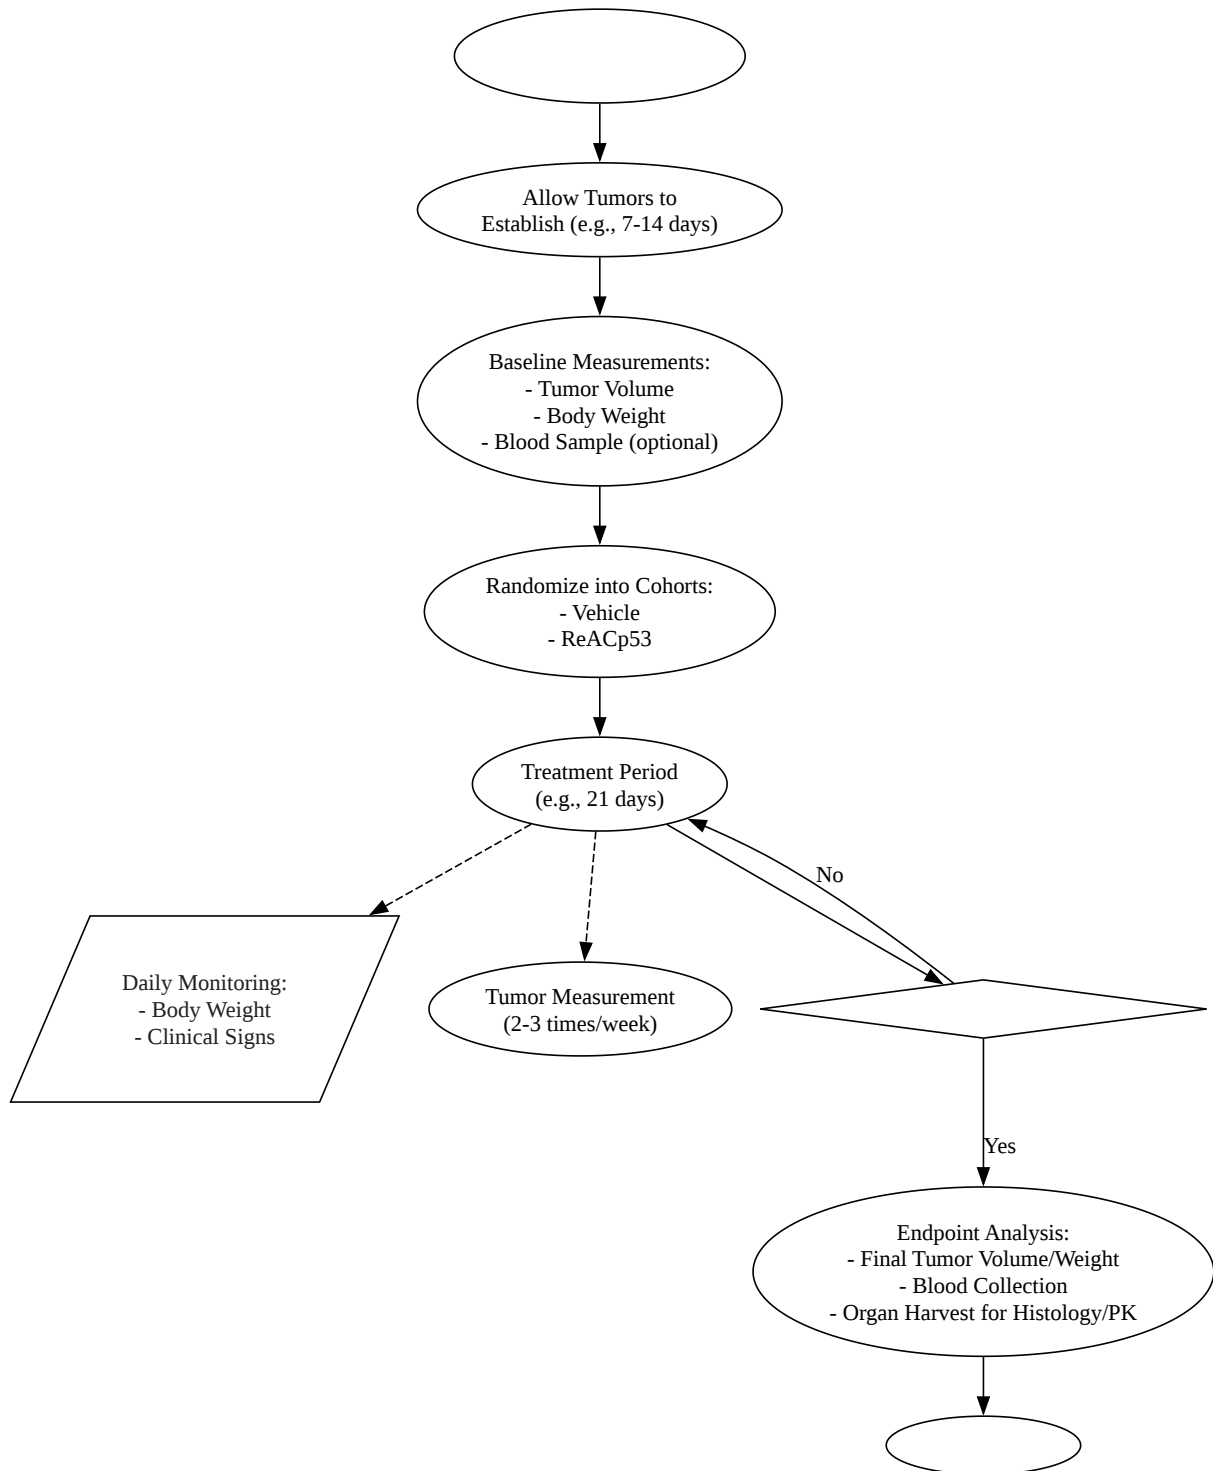 Allow Tumors to
Establish (e.g., 7-14 days)
Baseline Measurements:
- Tumor Volume
- Body Weight
- Blood Sample (optional)
Randomize into Cohorts:
- Vehicle
- ReACp53
Treatment Period
(e.g., 21 days)
No
Daily Monitoring:
- Body Weight
- Clinical Signs
Tumor Measurement
(2-3 times/week)
Yes
Endpoint Analysis:
- Final Tumor Volume/Weight
- Blood Collection
- Organ Harvest for Histology/PK